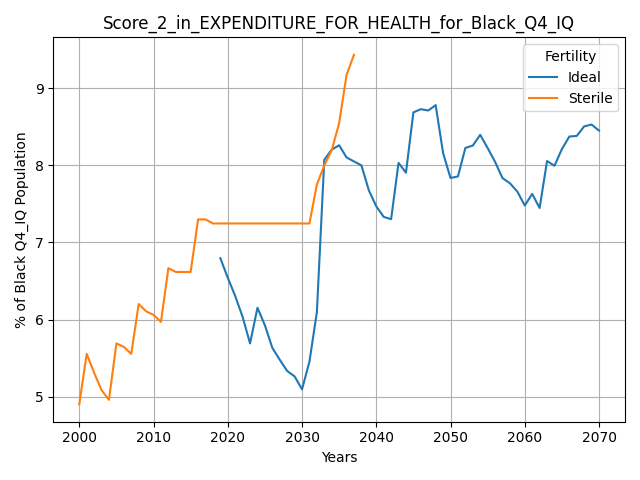 Score_2_in_EXPENDITURE_FOR_HEALTH_for_Black_Q4_IQ
% of Black Q4_IQ Population
9
8
7
6
5
Fertility
Ideal
Sterile
2000 2010 2020 2030 2040 2050 2060 2070
Years